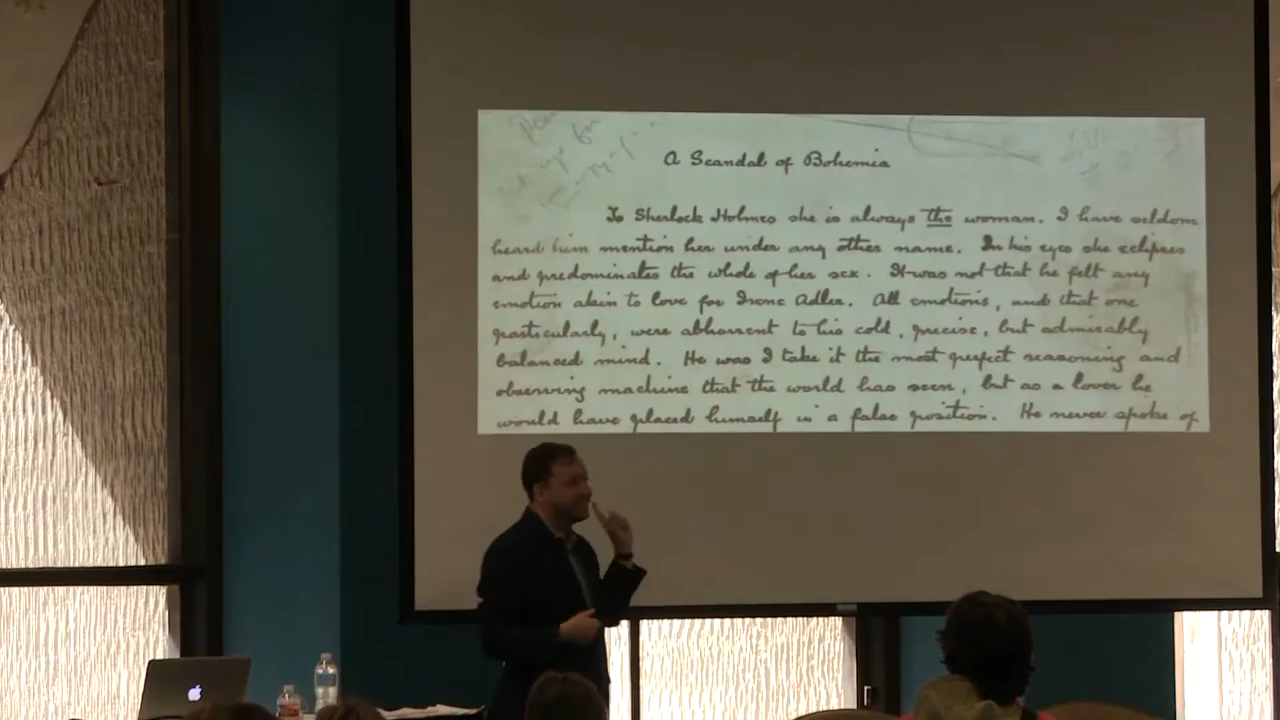 A Scandal of Bohemia
To Sherlock Holmes she is always the woman. I have seldom
heard him mention her under any other name. In his eyes she eclipses
and predominates the whole of her sex. It was not that he felt any
emotion akin to love for Irene Adler. All emotions, and that one
particularly, were abhorrent to his cold, precise, but admirably
balanced mind. He was I take it the most perfect reasoning and
observing machine that the world has seen, but as a lover he
would have placed himself in a false position. He never spoke of